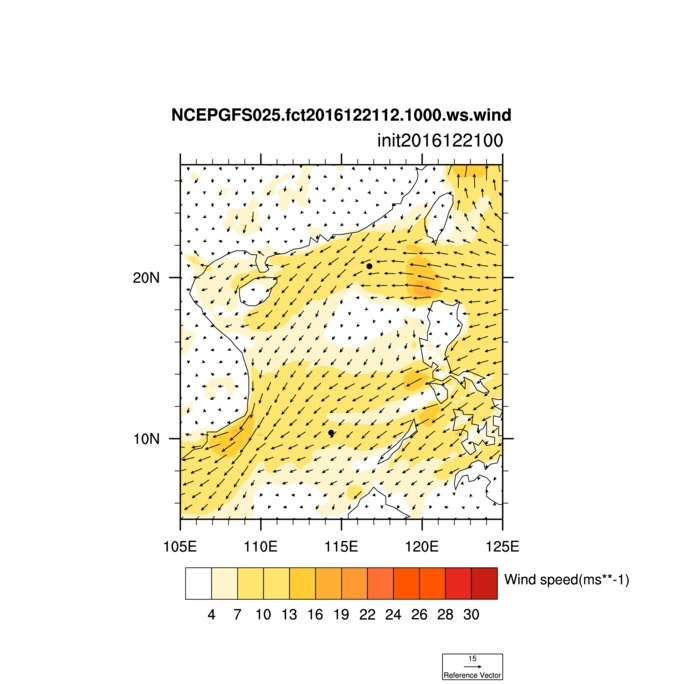 NCEPGFS025.fct2016122112.1000.ws.wind
init2016122100
20N
10N
105E 110E 115E 120E 125E
Wind speed(ms**-1)
4 7 10 13 16 19 22 24 26 28 30
15
Reference Vector